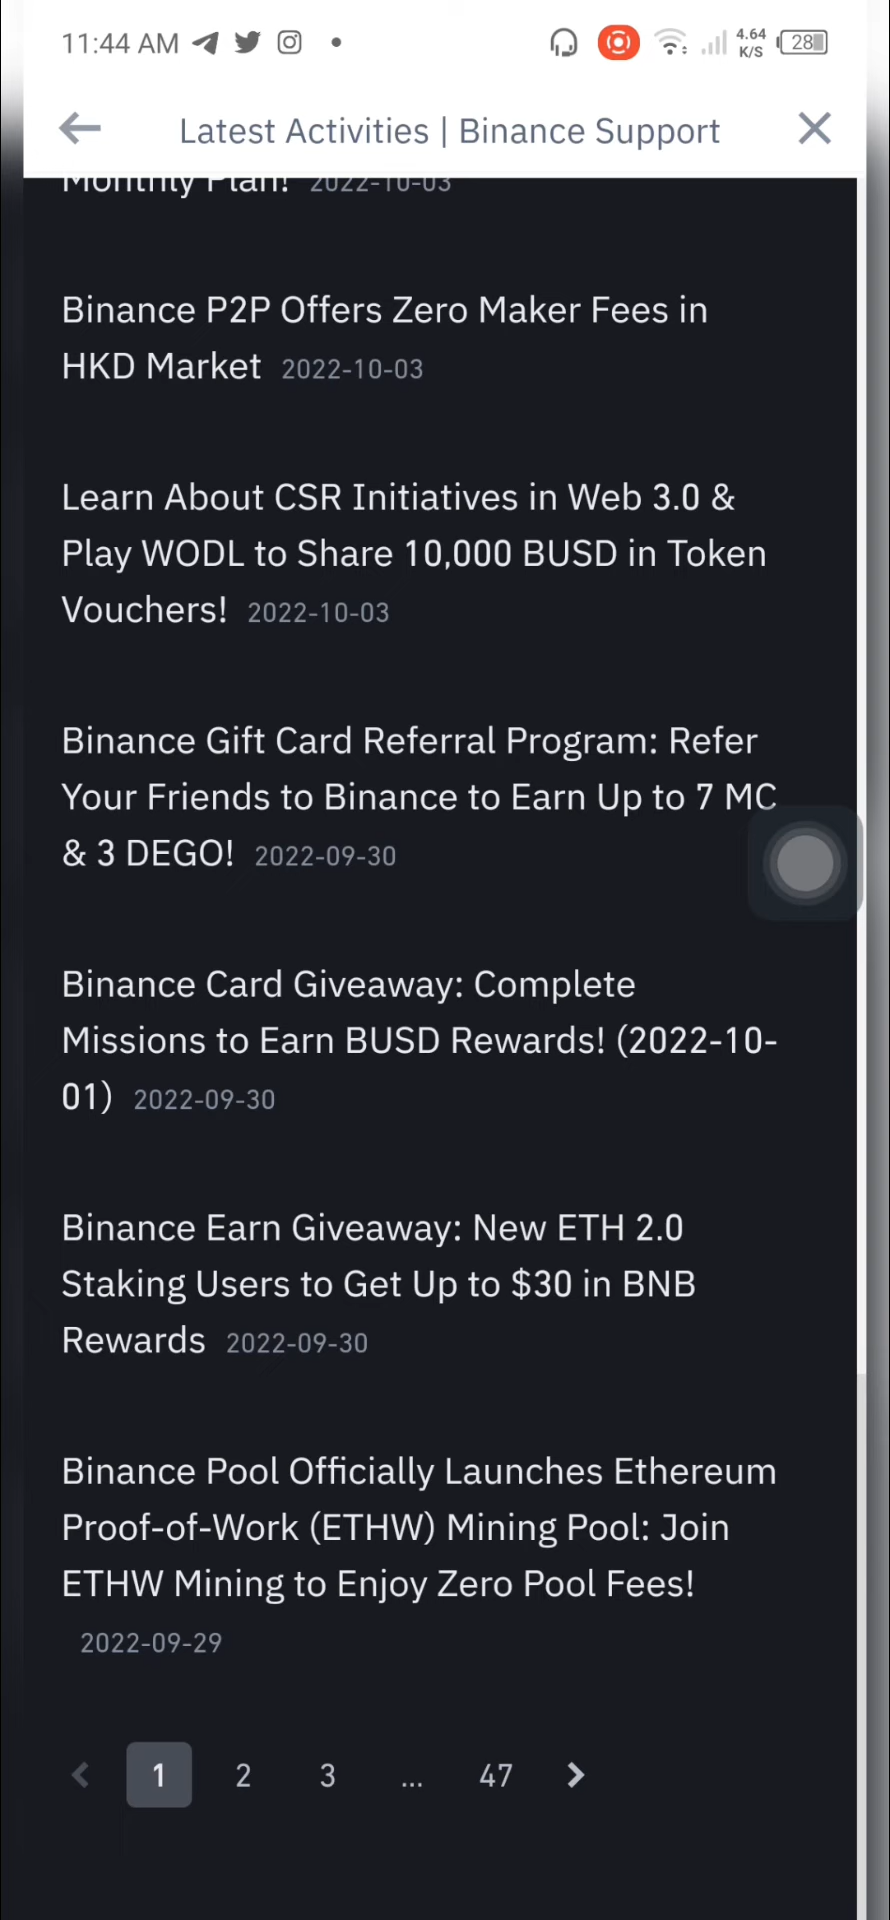 11:44 AM
4.64
K/S
28
Latest Activities | Binance Support
Monthly Plan! 2022-10-03
Binance P2P Offers Zero Maker Fees in
HKD Market 2022-10-03
Learn About CSR Initiatives in Web 3.0 &
Play WODL to Share 10,000 BUSD in Token
Vouchers! 2022-10-03
Binance Gift Card Referral Program: Refer
Your Friends to Binance to Earn Up to 7 MC
& 3 DEGO! 2022-09-30
Binance Card Giveaway: Complete
Missions to Earn BUSD Rewards! (2022-10-
01) 2022-09-30
Binance Earn Giveaway: New ETH 2.0
Staking Users to Get Up to $30 in BNB
Rewards 2022-09-30
Binance Pool Officially Launches Ethereum
Proof-of-Work (ETHW) Mining Pool: Join
ETHW Mining to Enjoy Zero Pool Fees!
2022-09-29
1 2 3 ... 47